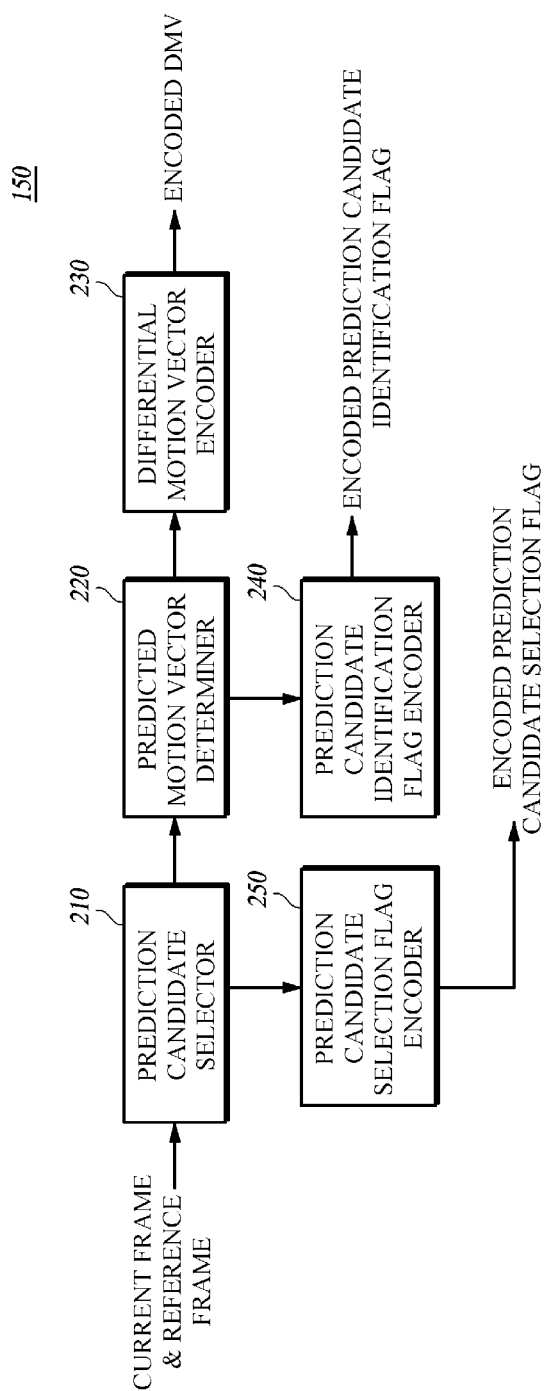 150
CURRENT FRAME
& REFERENCE
FRAME
210
PREDICTION
CANDIDATE
SELECTOR
220
PREDICTED
MOTION VECTOR
DETERMINER
230
DIFFERENTIAL
MOTION VECTOR
ENCODER
ENCODED DMV
250
PREDICTION
CANDIDATE
SELECTION FLAG
ENCODER
240
PREDICTION
CANDIDATE
IDENTIFICATION
FLAG ENCODER
ENCODED PREDICTION CANDIDATE
IDENTIFICATION FLAG
ENCODED PREDICTION
CANDIDATE SELECTION FLAG